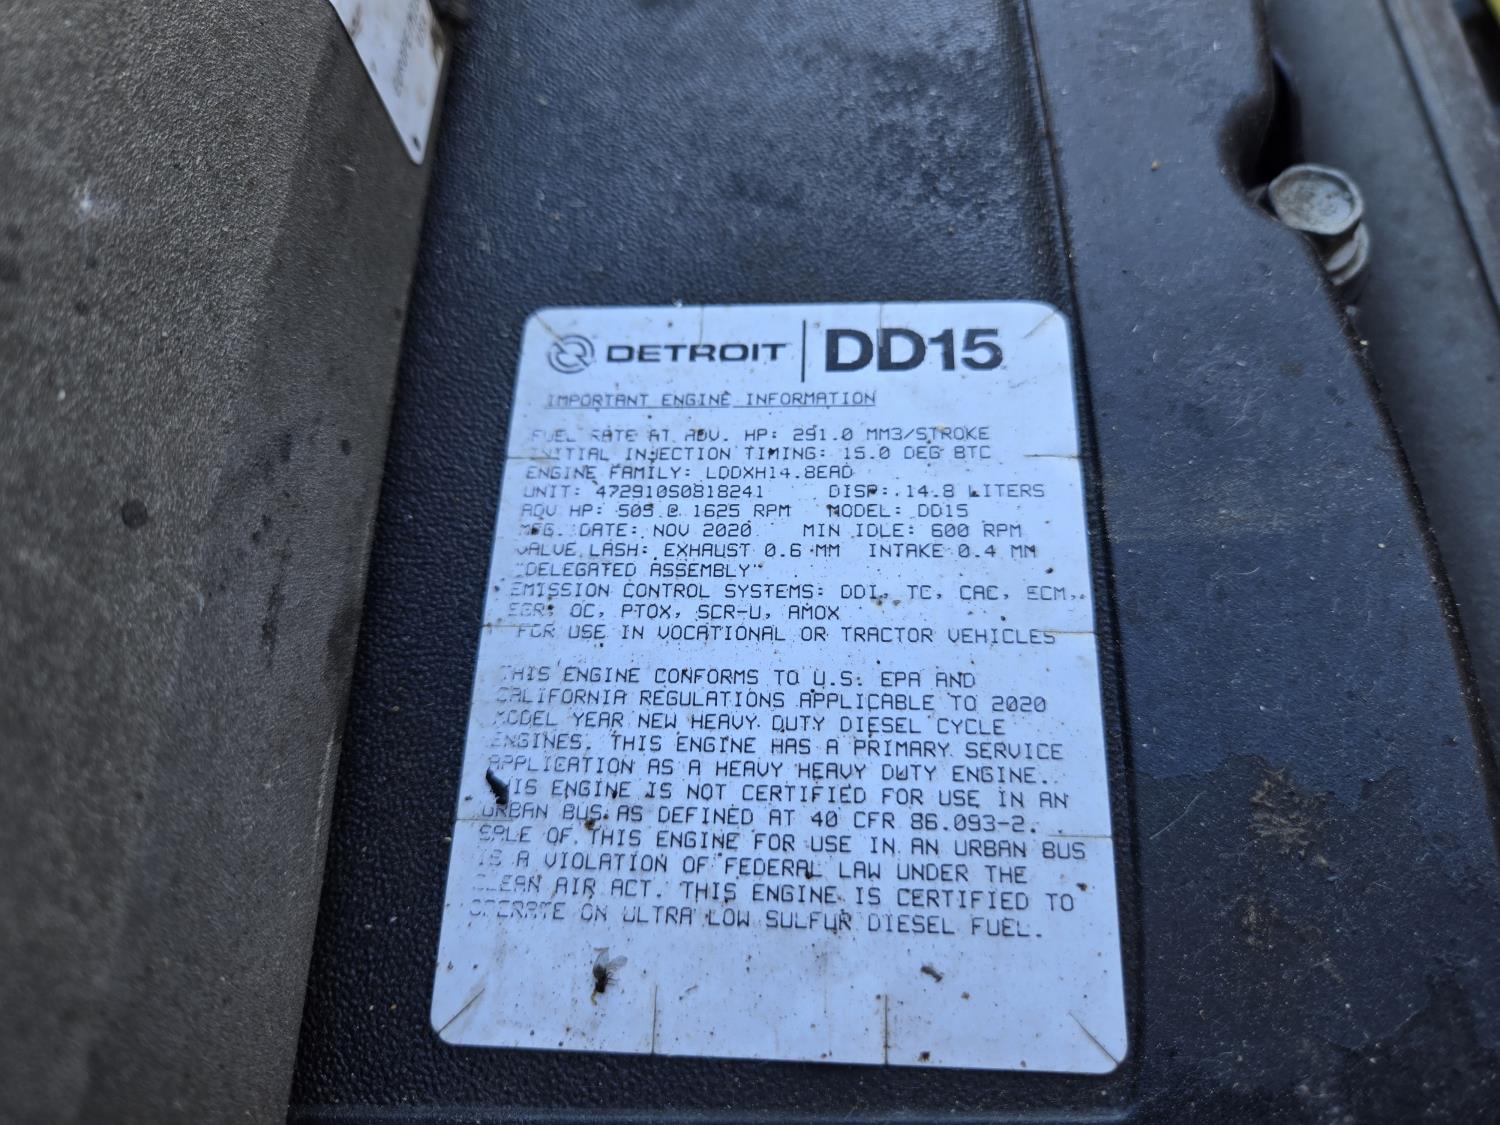 DETROIT | DD15
IMPORTANT ENGINE INFORMATION
FUEL RATE AT ADV. HP: 291.0 MM3/STROKE
INITIAL INJECTION TIMING: 15.0 DEG BTC
ENGINE FAMILY: LDDXH14.8EAD
UNIT: 472910S0818241 DISP: 14.8 LITERS
ADV HP: 505 @ 1625 RPM MODEL: DD15
MFG. DATE: NOV 2020 MIN IDLE: 600 RPM
VALVE LASH: EXHAUST 0.6 MM INTAKE 0.4 MM
"DELEGATED ASSEMBLY"
EMISSION CONTROL SYSTEMS: DDI, TC, CAC, ECM,
EGR, OC, PTOX, SCR-U, AMOX
FOR USE IN VOCATIONAL OR TRACTOR VEHICLES
THIS ENGINE CONFORMS TO U.S. EPA AND
CALIFORNIA REGULATIONS APPLICABLE TO 2020
MODEL YEAR NEW HEAVY DUTY DIESEL CYCLE
ENGINES. THIS ENGINE HAS A PRIMARY SERVICE
APPLICATION AS A HEAVY HEAVY DUTY ENGINE.
THIS ENGINE IS NOT CERTIFIED FOR USE IN AN
URBAN BUS AS DEFINED AT 40 CFR 86.093-2.
SALE OF THIS ENGINE FOR USE IN AN URBAN BUS
IS A VIOLATION OF FEDERAL LAW UNDER THE
CLEAN AIR ACT. THIS ENGINE IS CERTIFIED TO
OPERATE ON ULTRA LOW SULFUR DIESEL FUEL.